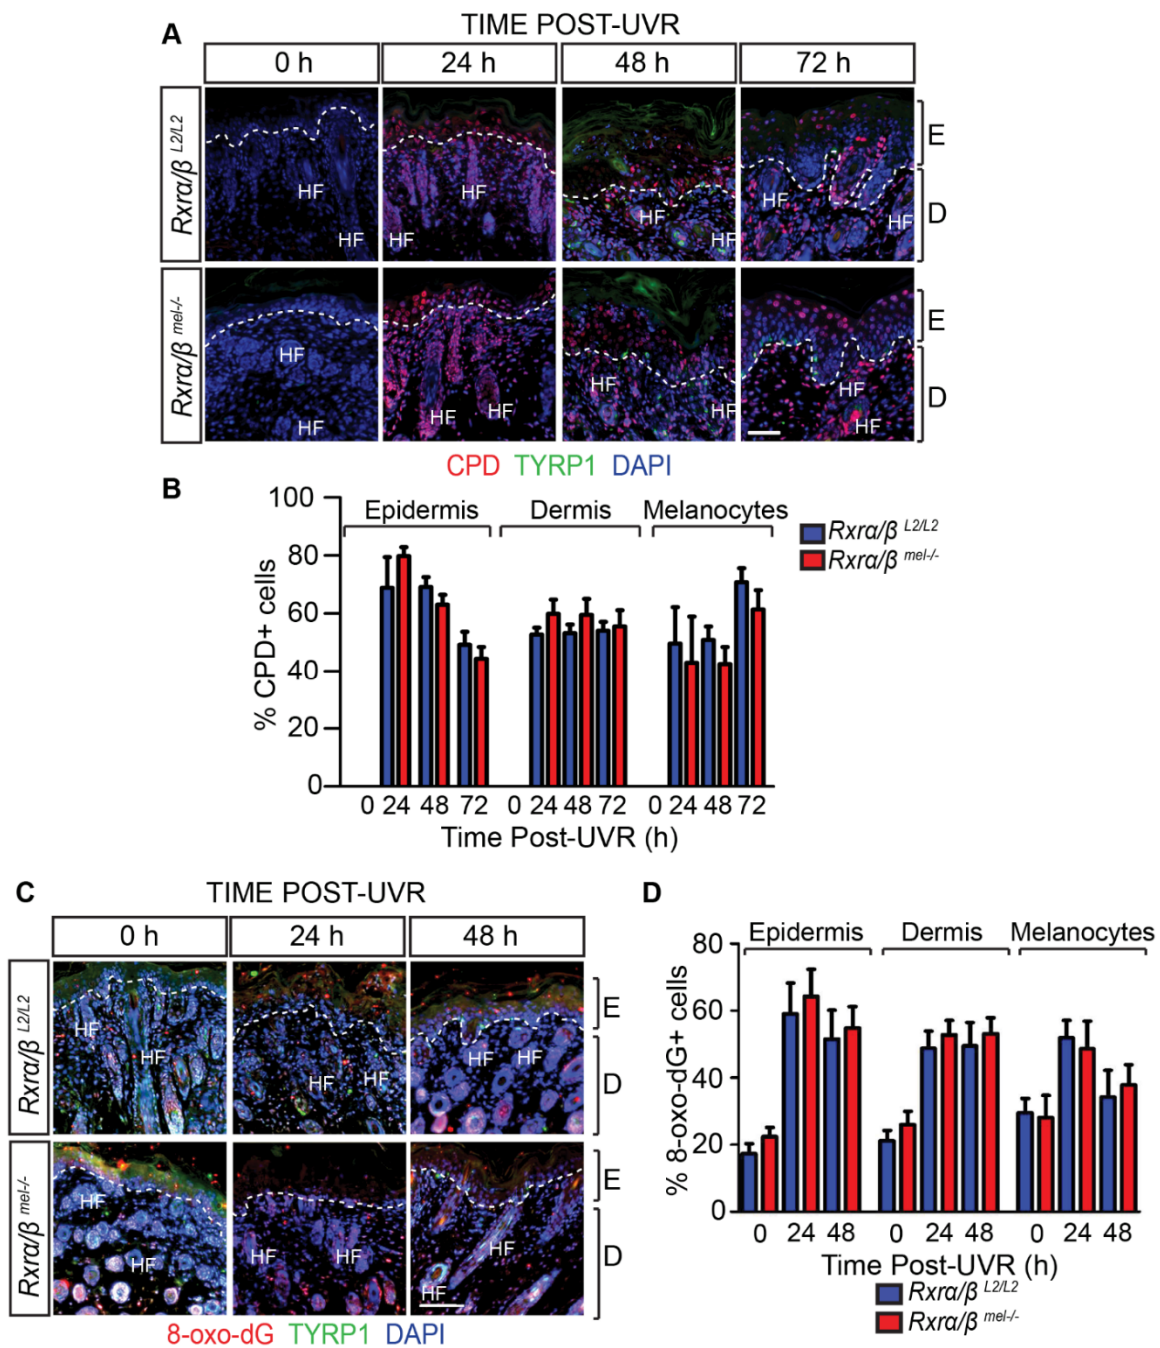 A
TIME POST-UVR
0 h 24 h 48 h 72 h
Rxrα/β L2/L2
HF HF HF HF HF HF HF HF
E
D
Rxrα/β mel-/-
HF HF HF HF HF HF HF HF
E
D
CPD TYRP1 DAPI
B
100
80
60
40
20
0
% CPD+ cells
Epidermis Dermis Melanocytes
Rxrα/β L2/L2
Rxrα/β mel-/-
0 24 48 72 0 24 48 72 0 24 48 72
Time Post-UVR (h)
C
TIME POST-UVR
0 h 24 h 48 h
Rxrα/β L2/L2
HF HF HF HF HF HF
E
D
Rxrα/β mel-/-
HF HF HF HF HF HF
E
D
8-oxo-dG TYRP1 DAPI
D
80
60
40
20
0
% 8-oxo-dG+ cells
Epidermis Dermis Melanocytes
0 24 48 0 24 48 0 24 48
Time Post-UVR (h)
Rxrα/β L2/L2
Rxrα/β mel-/-